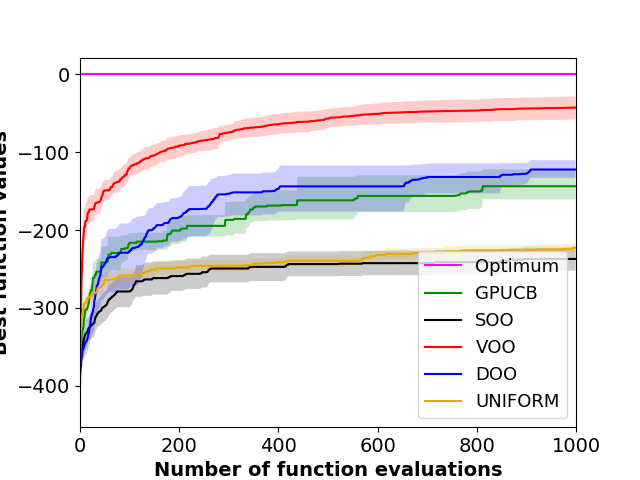 0
−100
−200
−300
−400
function values
Optimum
GPUCB
SOO
VOO
DOO
UNIFORM
0 200 400 600 800 1000
Number of function evaluations